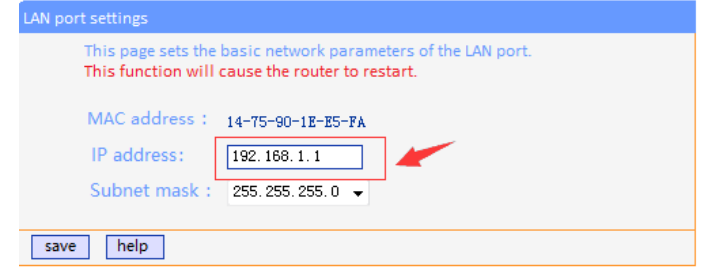 LAN port settings
This page sets the basic network parameters of the LAN port.
This function will cause the router to restart.
MAC address : 14-75-90-1E-E5-FA
IP address: 192.168.1.1
Subnet mask : 255.255.255.0
save help